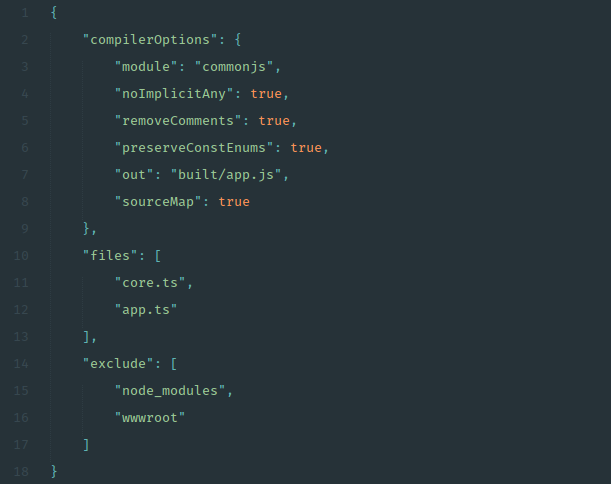 1 {
2 "compilerOptions": {
3 "module": "commonjs",
4 "noImplicitAny": true,
5 "removeComments": true,
6 "preserveConstEnums": true,
7 "out": "built/app.js",
8 "sourceMap": true
9 },
10 "files": [
11 "core.ts",
12 "app.ts"
13 ],
14 "exclude": [
15 "node_modules",
16 "wwwroot"
17 ]
18 }